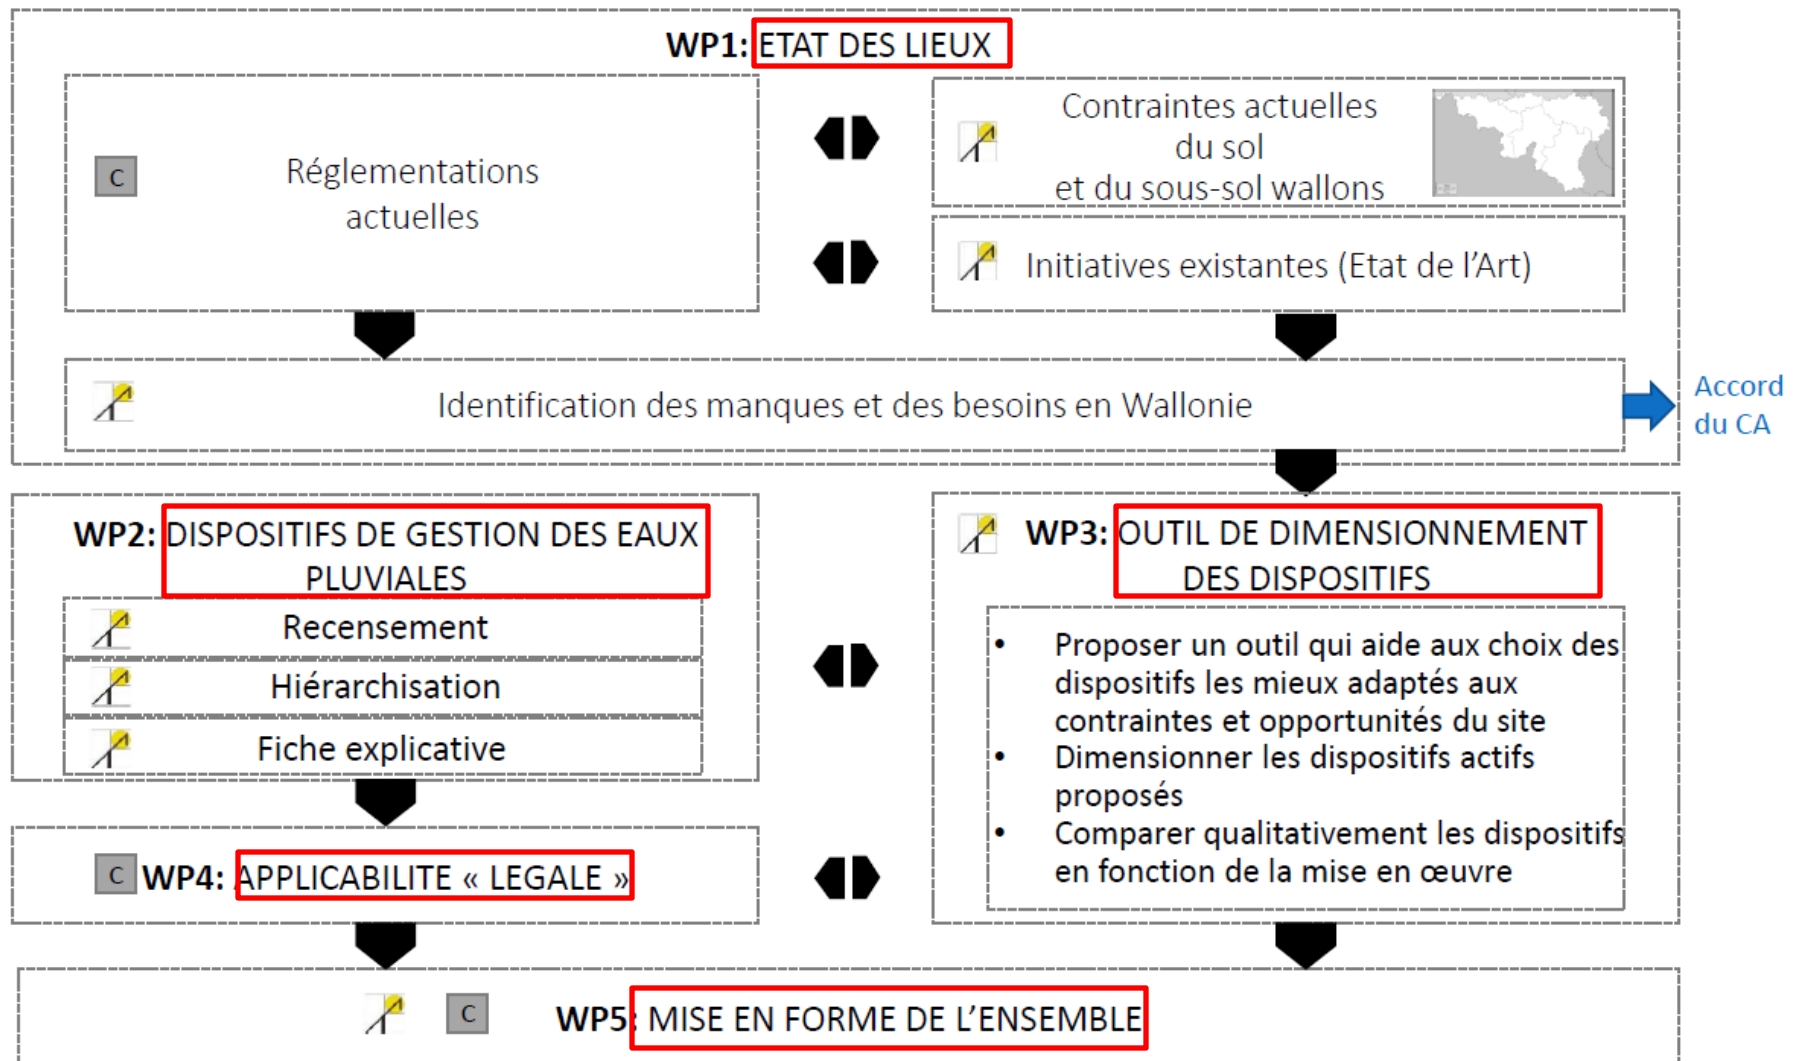 WP1: ETAT DES LIEUX
C
Réglementations
actuelles
Contraintes actuelles
du sol
et du sous-sol wallons
Initiatives existantes (Etat de l'Art)
Identification des manques et des besoins en Wallonie
Accord
du CA
WP2: DISPOSITIFS DE GESTION DES EAUX
PLUVIALES
Recensement
Hiérarchisation
Fiche explicative
WP3: OUTIL DE DIMENSIONNEMENT
DES DISPOSITIFS
• Proposer un outil qui aide aux choix des
dispositifs les mieux adaptés aux
contraintes et opportunités du site
• Dimensionner les dispositifs actifs
proposés
• Comparer qualitativement les dispositifs
en fonction de la mise en œuvre
C WP4: APPLICABILITE « LEGALE »
C WP5: MISE EN FORME DE L'ENSEMBLE